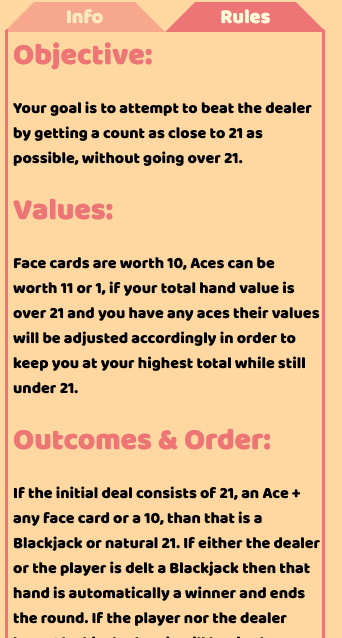 Info
Rules
Objective:
Your goal is to attempt to beat the dealer
by getting a count as close to 21 as
possible, without going over 21.
Values:
Face cards are worth 10, Aces can be
worth 11 or 1, if your total hand value is
over 21 and you have any aces their values
will be adjusted accordingly in order to
keep you at your highest total while still
under 21.
Outcomes & Order:
If the initial deal consists of 21, an Ace +
any face card or a 10, than that is a
Blackjack or natural 21. If either the dealer
or the player is delt a Blackjack then that
hand is automatically a winner and ends
the round. If the player nor the dealer